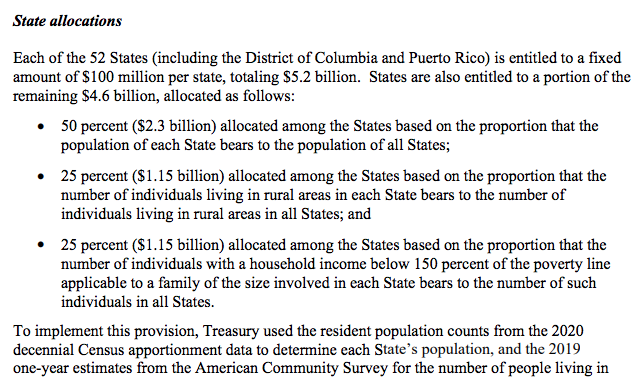 State allocations
Each of the 52 States (including the District of Columbia and Puerto Rico) is entitled to a fixed
amount of $100 million per state, totaling $5.2 billion.  States are also entitled to a portion of the
remaining $4.6 billion, allocated as follows:
• 50 percent ($2.3 billion) allocated among the States based on the proportion that the
population of each State bears to the population of all States;
• 25 percent ($1.15 billion) allocated among the States based on the proportion that the
number of individuals living in rural areas in each State bears to the number of
individuals living in rural areas in all States; and
• 25 percent ($1.15 billion) allocated among the States based on the proportion that the
number of individuals with a household income below 150 percent of the poverty line
applicable to a family of the size involved in each State bears to the number of such
individuals in all States.
To implement this provision, Treasury used the resident population counts from the 2020
decennial Census apportionment data to determine each State’s population, and the 2019
one-year estimates from the American Community Survey for the number of people living in